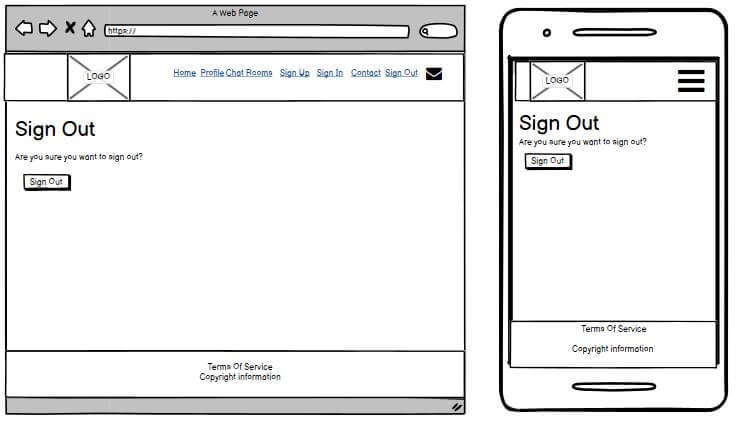 A Web Page
https://
LOGO
Home Profile Chat Rooms Sign Up Sign In Contact Sign Out
Sign Out
Are you sure you want to sign out?
Sign Out
Terms Of Service
Copyright information
LOGO
Sign Out
Are you sure you want to sign out?
Sign Out
Terms Of Service
Copyright information